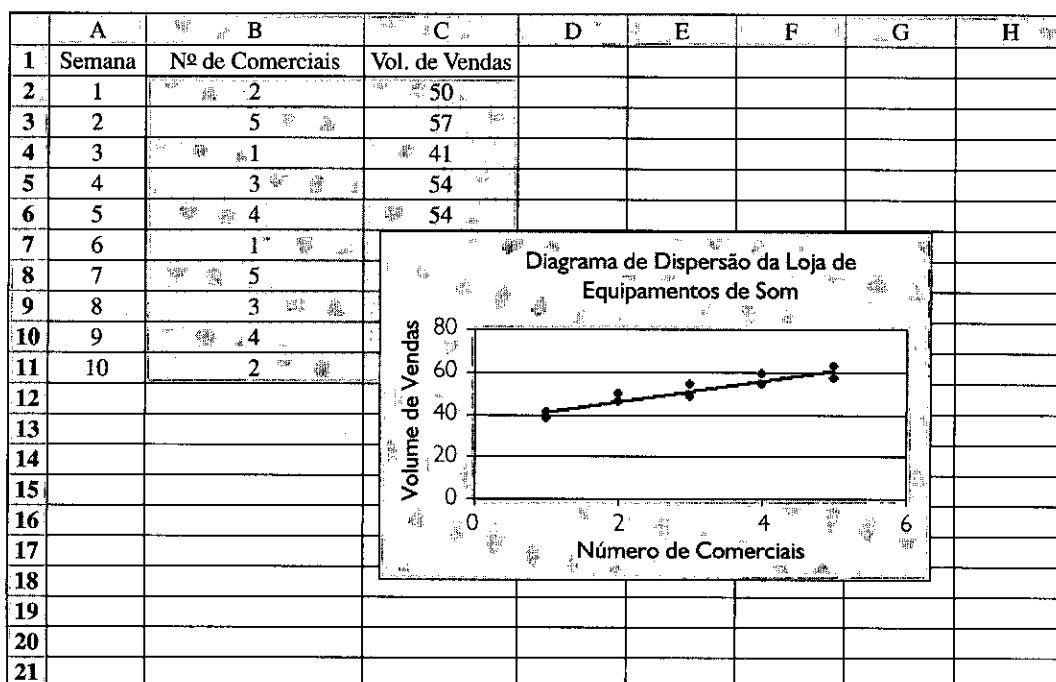 A B C D E F G H
1 Semana Nº de Comerciais Vol. de Vendas
2 1 2 50
3 2 5 57
4 3 1 41
5 4 3 54
6 5 4 54
7 6 1
8 7 5
9 8 3
10 9 4
11 10 2
12
13
14
15
16
17
18
19
20
21
Diagrama de Dispersão da Loja de
Equipamentos de Som
Volume de Vendas
80
60
40
20
0
0 2 4 6
Número de Comerciais